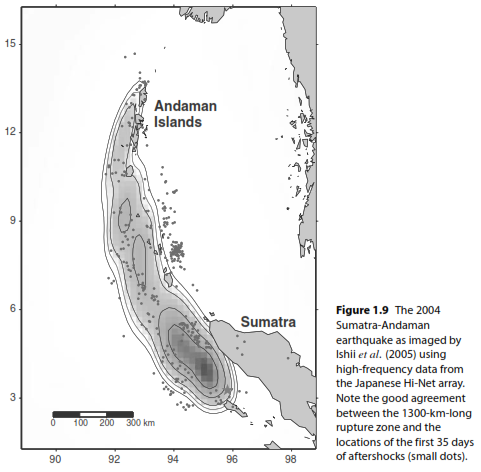 15
Andaman
Islands
12
9
6
Sumatra
3
0 100 200 300 km
90 92 94 96 98
Figure 1.9 The 2004
Sumatra-Andaman
earthquake as imaged by
Ishii et al. (2005) using
high-frequency data from
the Japanese Hi-Net array.
Note the good agreement
between the 1300-km-long
rupture zone and the
locations of the first 35 days
of aftershocks (small dots).